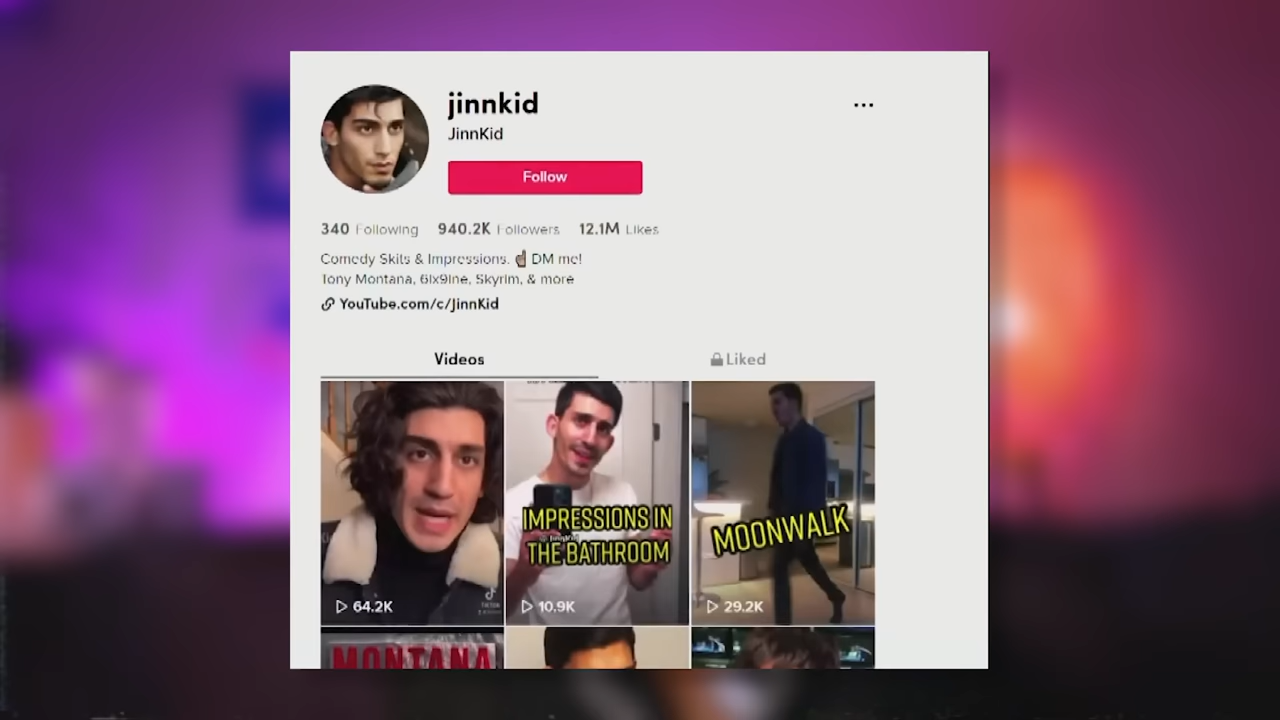 jinnkid
JinnKid
...
Follow
340 Following 940.2K Followers 12.1M Likes
Comedy Skits & Impressions. ☝🏽 DM me!
Tony Montana, 6ix9ine, Skyrim, & more
YouTube.com/c/JinnKid
Videos Liked
IMPRESSIONS IN
THE BATHROOM
MOONWALK
64.2K 10.9K 29.2K
MONTANA